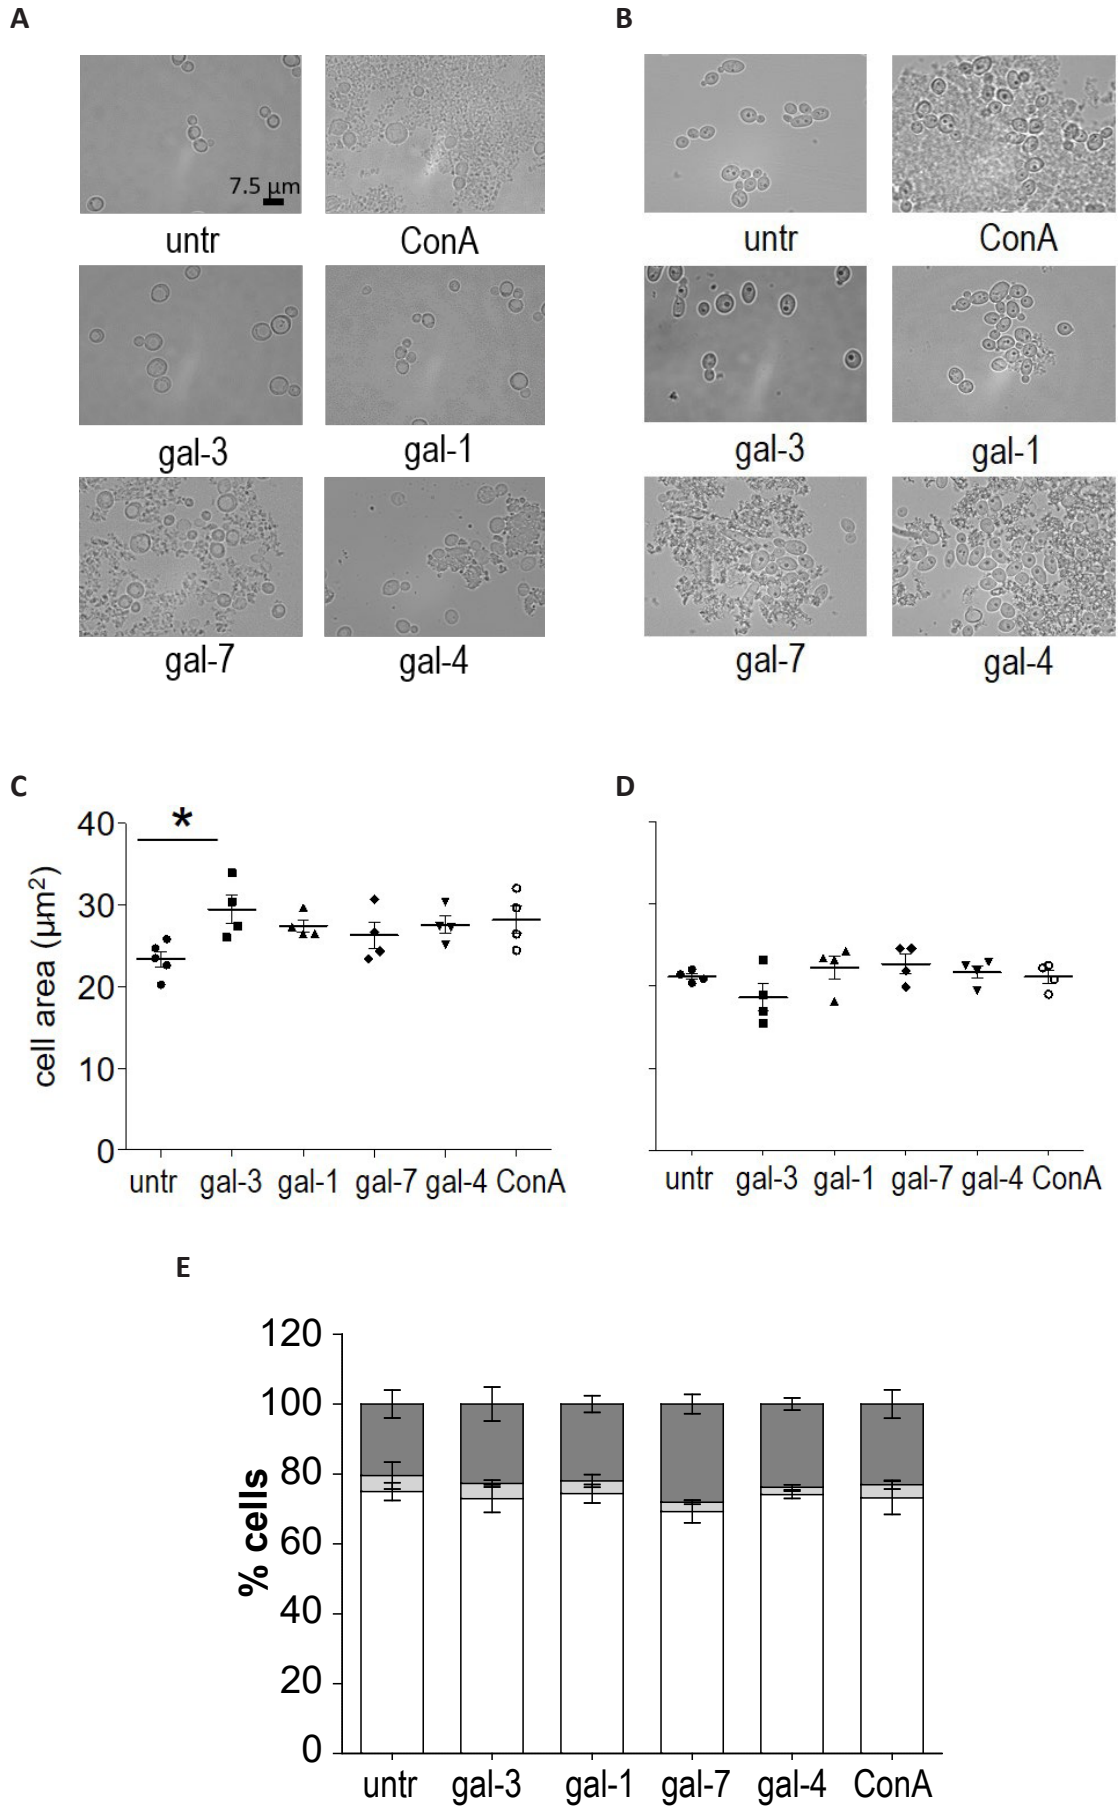 A
B
7.5 µm
untr
ConA
untr
ConA
gal-3
gal-1
gal-3
gal-1
gal-7
gal-4
gal-7
gal-4
C
D
*
40
30
20
10
0
cell area (µm²)
untr gal-3 gal-1 gal-7 gal-4 ConA
untr gal-3 gal-1 gal-7 gal-4 ConA
E
120
100
80
60
40
20
0
% cells
untr gal-3 gal-1 gal-7 gal-4 ConA